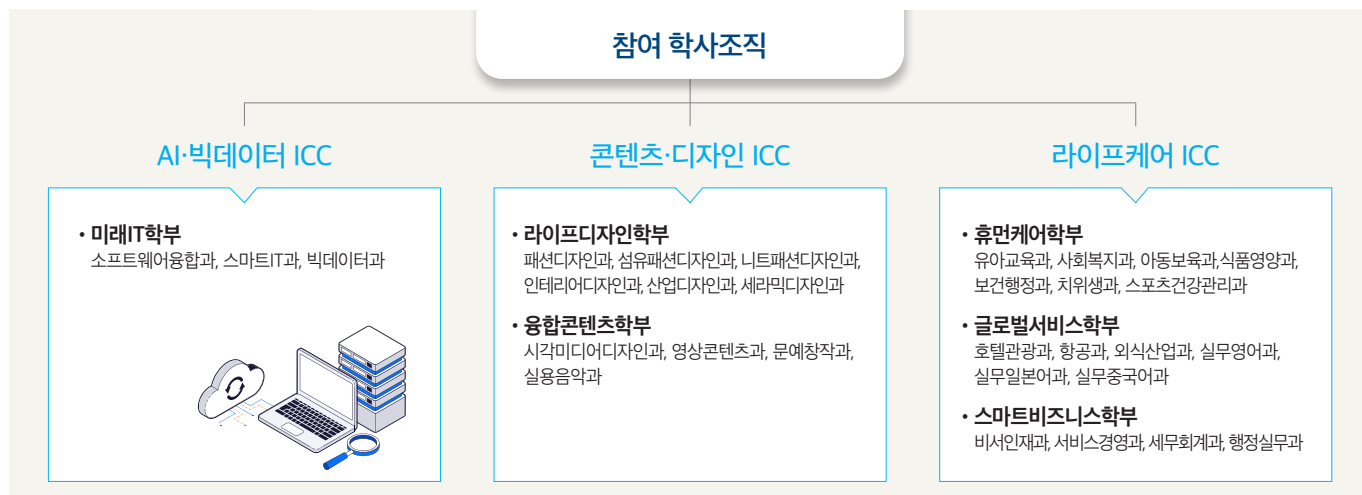 참여 학사조직
AI·빅데이터 ICC
• 미래IT학부
소프트웨어융합과, 스마트IT과, 빅데이터과
콘텐츠·디자인 ICC
• 라이프디자인학부
패션디자인과, 섬유패션디자인과, 니트패션디자인과,
인테리어디자인과, 산업디자인과, 세라믹디자인과
• 융합콘텐츠학부
시각미디어디자인과, 영상콘텐츠과, 문예창작과,
실용음악과
라이프케어 ICC
• 휴먼케어학부
유아교육과, 사회복지과, 아동보육과,식품영양과,
보건행정과, 치위생과, 스포츠건강관리과
• 글로벌서비스학부
호텔관광과, 항공과, 외식산업과, 실무영어과,
실무일본어과, 실무중국어과
• 스마트비즈니스학부
비서인재과, 서비스경영과, 세무회계과, 행정실무과